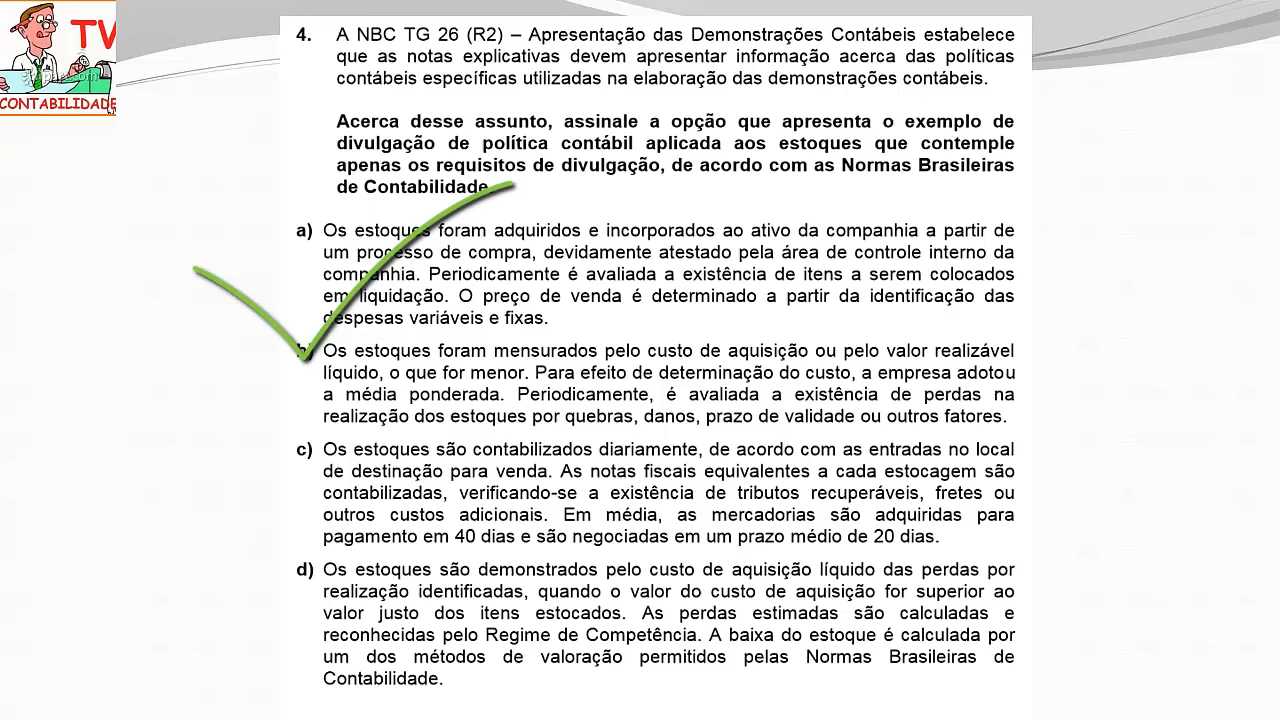 TV
CONTABILIDADE
4. A NBC TG 26 (R2) – Apresentação das Demonstrações Contábeis estabelece
que as notas explicativas devem apresentar informação acerca das políticas
contábeis específicas utilizadas na elaboração das demonstrações contábeis.
Acerca desse assunto, assinale a opção que apresenta o exemplo de
divulgação de política contábil aplicada aos estoques que contemple
apenas os requisitos de divulgação, de acordo com as Normas Brasileiras
de Contabilidade.
a) Os estoques foram adquiridos e incorporados ao ativo da companhia a partir de
um processo de compra, devidamente atestado pela área de controle interno da
companhia. Periodicamente é avaliada a existência de itens a serem colocados
em liquidação. O preço de venda é determinado a partir da identificação das
despesas variáveis e fixas.
b) Os estoques foram mensurados pelo custo de aquisição ou pelo valor realizável
líquido, o que for menor. Para efeito de determinação do custo, a empresa adotou
a média ponderada. Periodicamente, é avaliada a existência de perdas na
realização dos estoques por quebras, danos, prazo de validade ou outros fatores.
c) Os estoques são contabilizados diariamente, de acordo com as entradas no local
de destinação para venda. As notas fiscais equivalentes a cada estocagem são
contabilizadas, verificando-se a existência de tributos recuperáveis, fretes ou
outros custos adicionais. Em média, as mercadorias são adquiridas para
pagamento em 40 dias e são negociadas em um prazo médio de 20 dias.
d) Os estoques são demonstrados pelo custo de aquisição líquido das perdas por
realização identificadas, quando o valor do custo de aquisição for superior ao
valor justo dos itens estocados. As perdas estimadas são calculadas e
reconhecidas pelo Regime de Competência. A baixa do estoque é calculada por
um dos métodos de valoração permitidos pelas Normas Brasileiras de
Contabilidade.